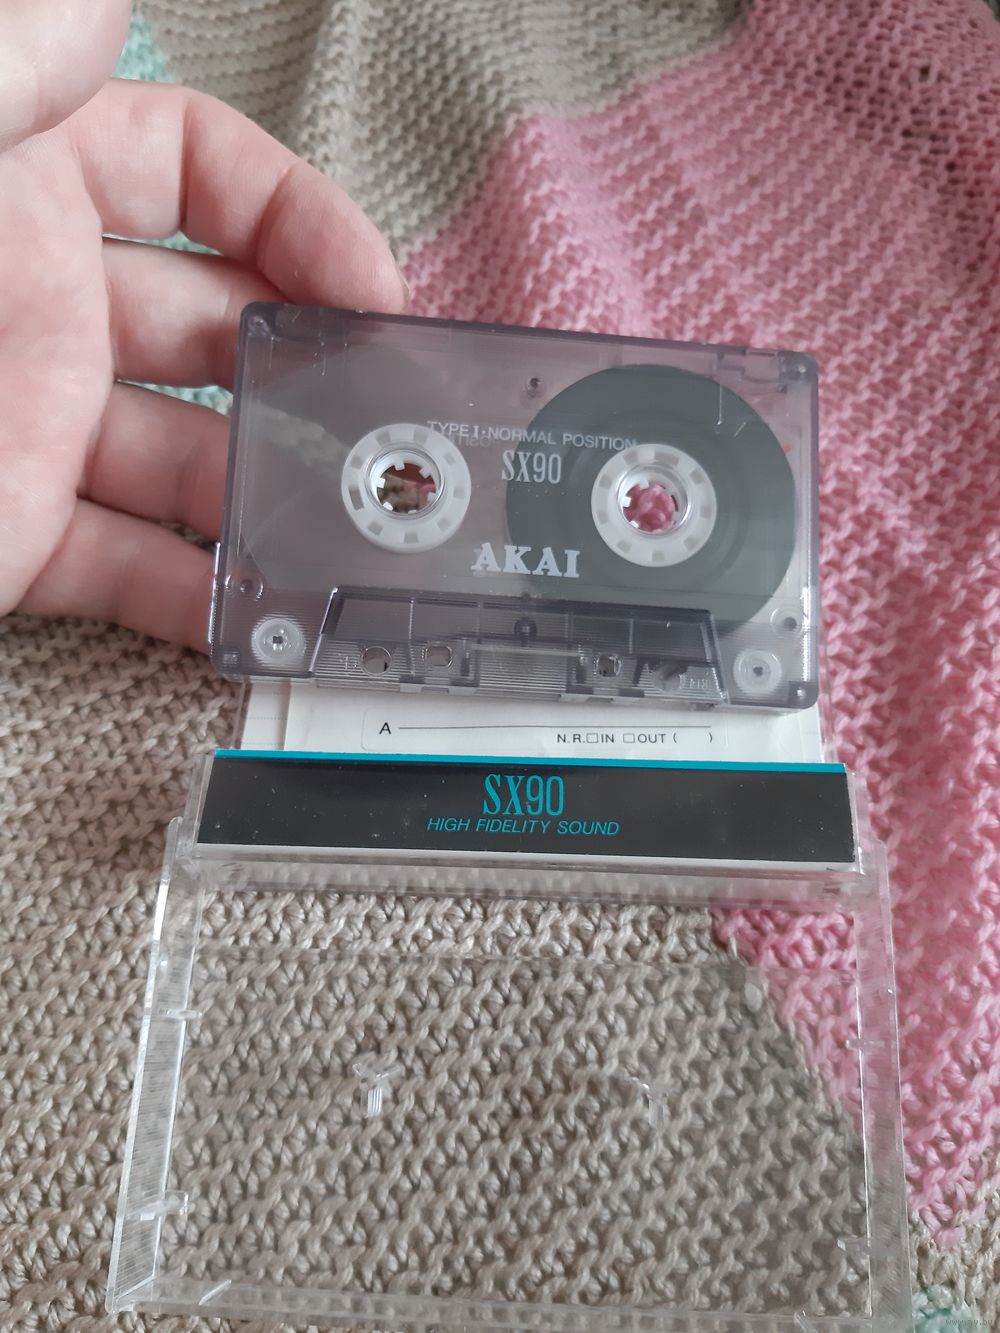 TYPE I·NORMAL POSITION
SX90
AKAI
A
N.R.□IN □OUT ( )
SX90
HIGH FIDELITY SOUND